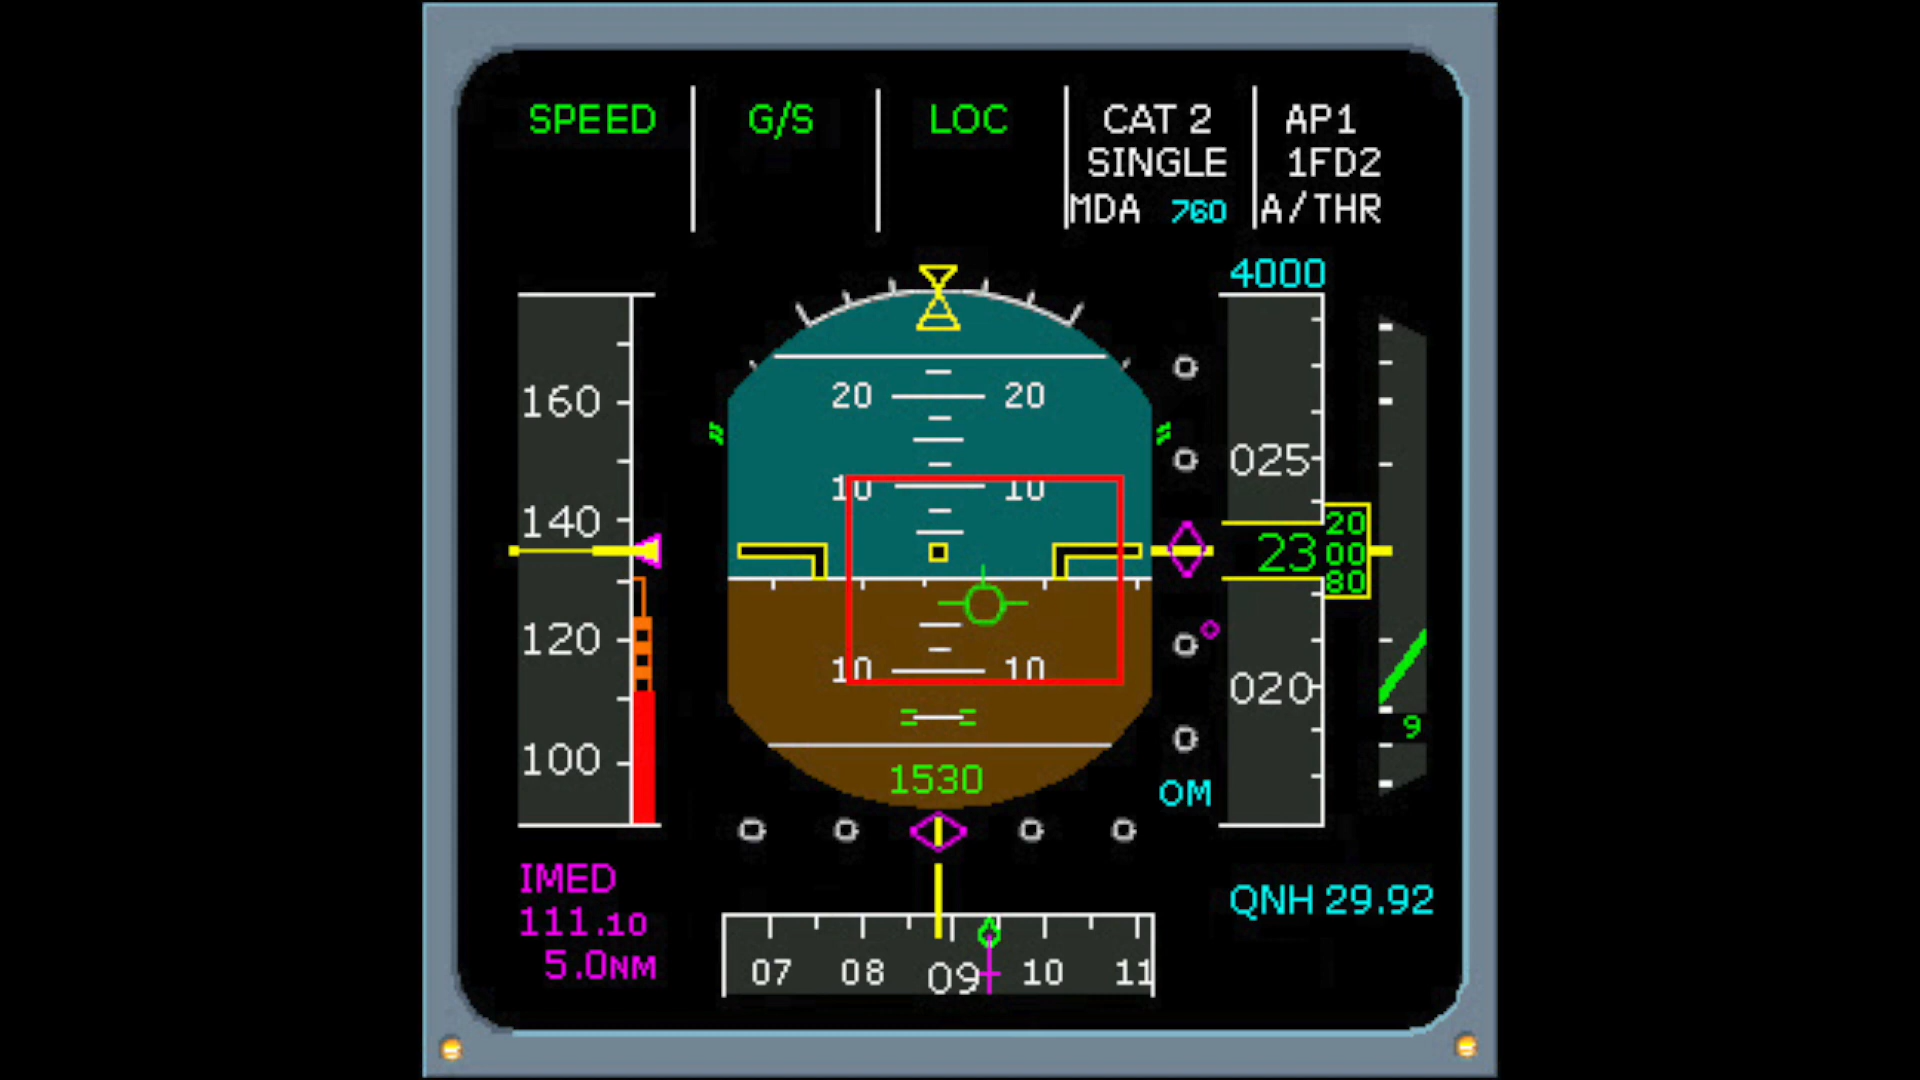 SPEED G/S LOC CAT 2 AP1
SINGLE 1FD2
MDA 760 A/THR
4000
160
140
120
100
20 20
10 10
10 10
1530
025
23 20 00 80
020
9
OM
IMED
111.10
5.0NM
QNH 29.92
07 08 09 10 11